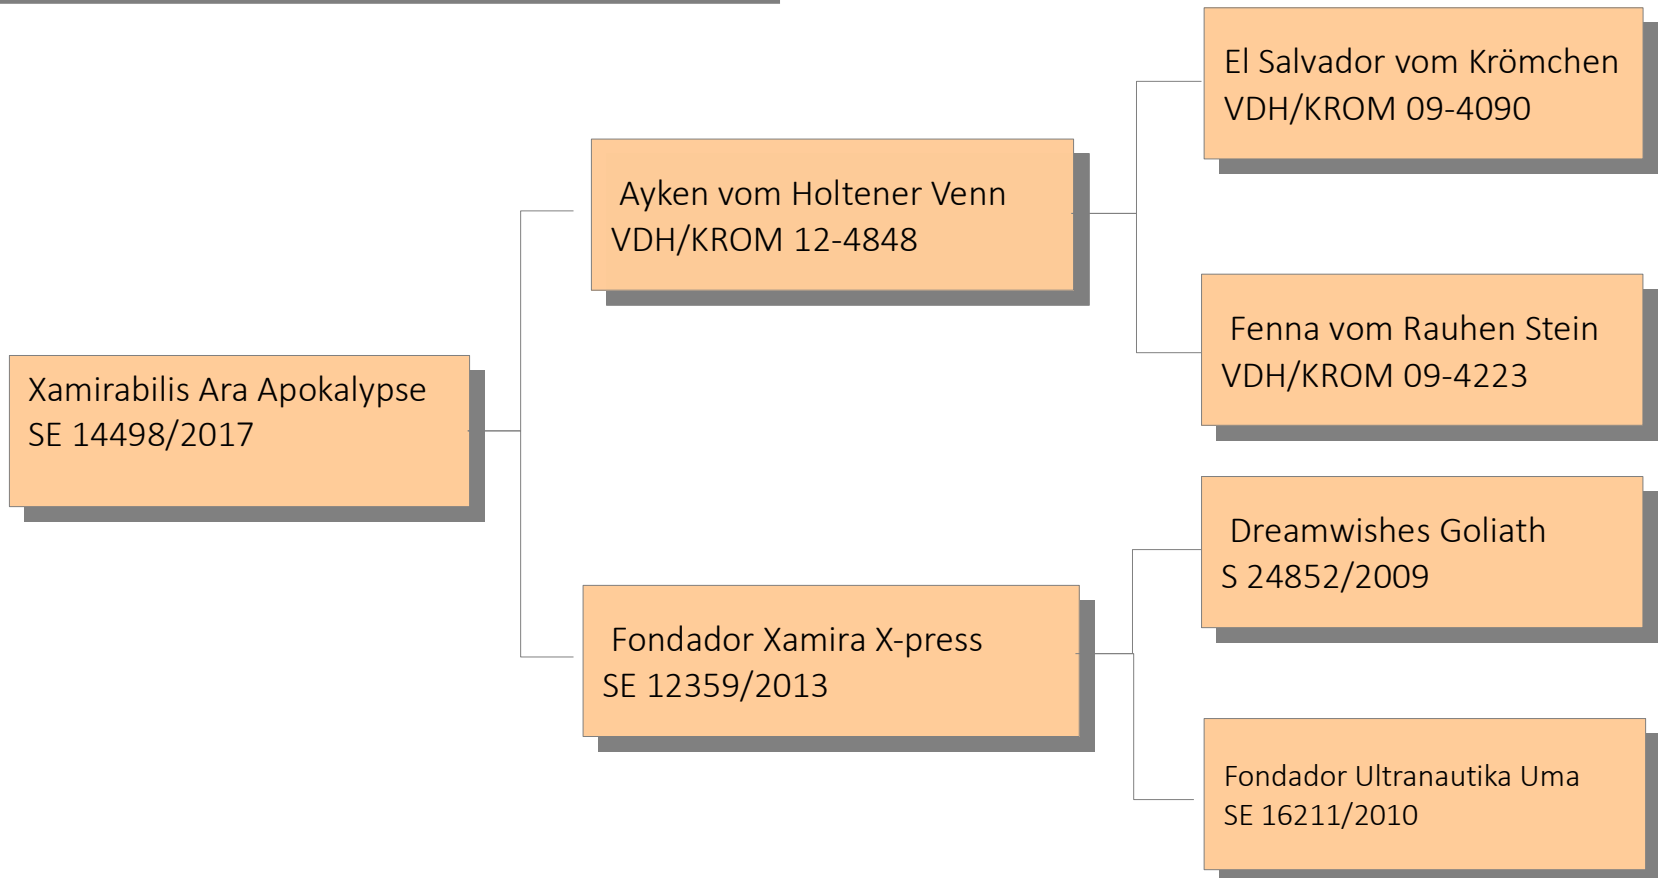 El Salvador vom Krömchen
VDH/KROM 09-4090
Ayken vom Holtener Venn
VDH/KROM 12-4848
Fenna vom Rauhen Stein
VDH/KROM 09-4223
Xamirabilis Ara Apokalypse
SE 14498/2017
Dreamwishes Goliath
S 24852/2009
Fondador Xamira X-press
SE 12359/2013
Fondador Ultranautika Uma
SE 16211/2010